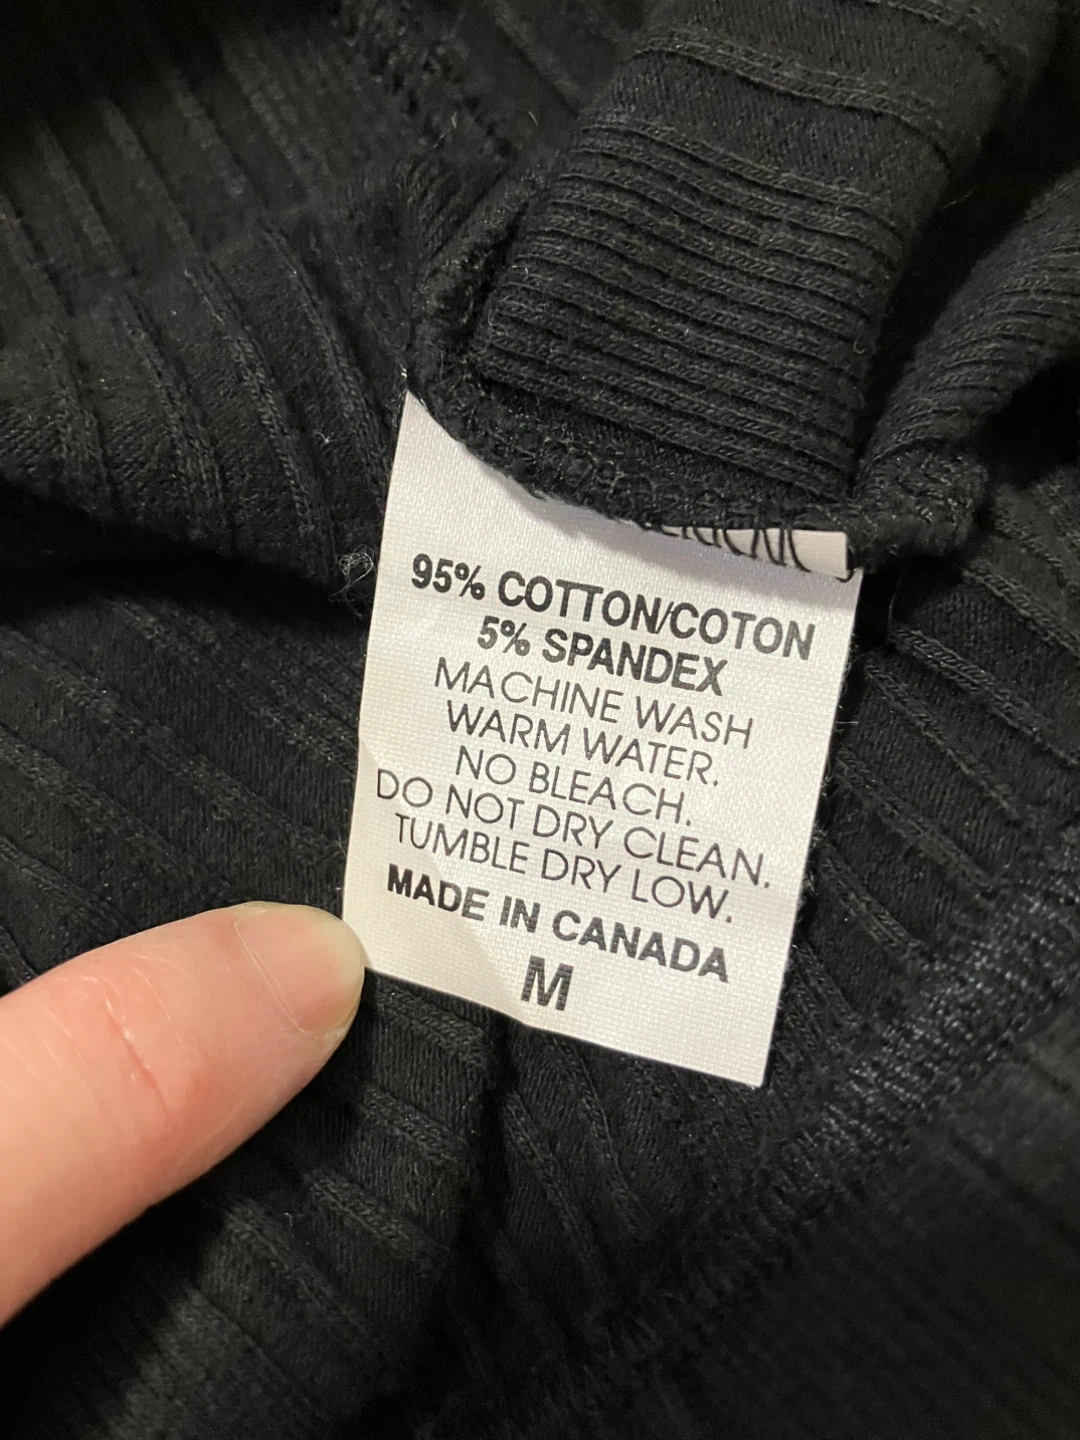 95% COTTON/COTON
5% SPANDEX
MACHINE WASH
WARM WATER.
NO BLEACH.
DO NOT DRY CLEAN.
TUMBLE DRY LOW.
MADE IN CANADA
M